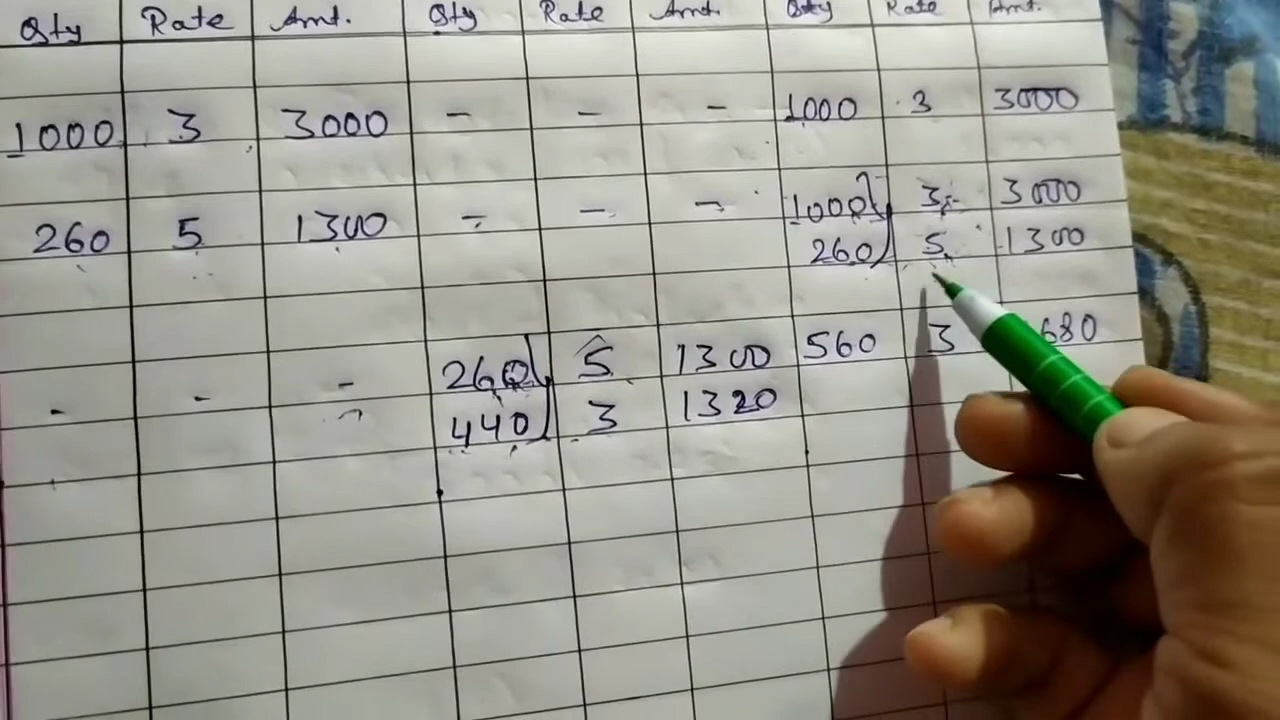 Qty Rate Amt. Qty Rate Amt. Qty Rate Amt.
1000 3 3000 - - - 1000 3 3000
260 5 1300 - - - 1000 3 3000
260 5 1300
- - - 260 5 1300 560 3 680
440 3 1320